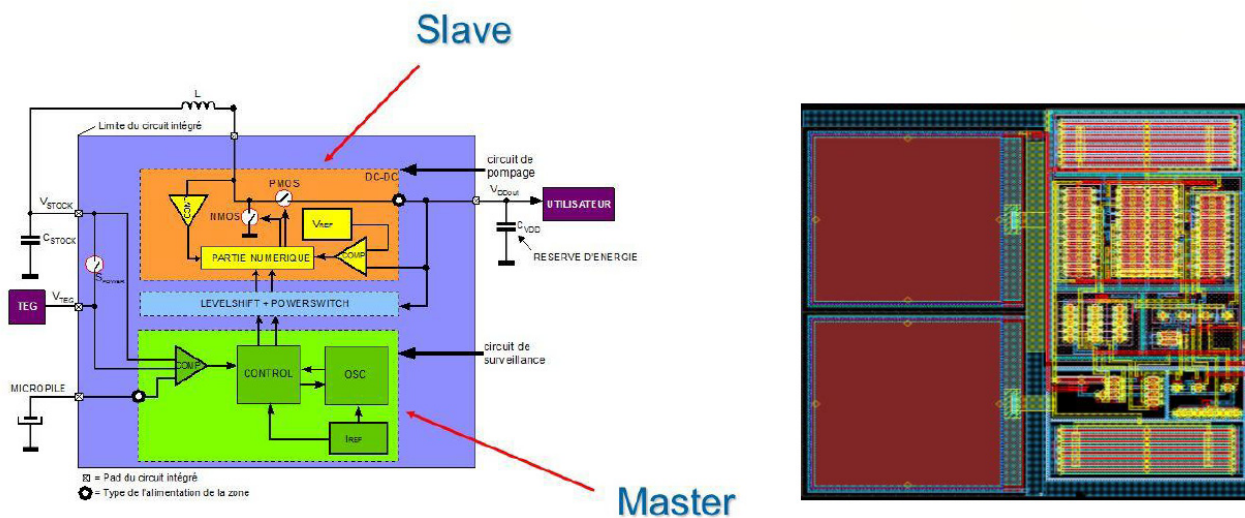 Slave
L
Limite du circuit intégré
circuit de
pompage
DC-DC
PMOS
VDDout
UTILISATEUR
VSTOCK
COM
NMOS
VREF
CVDD
CSTOCK
COMP
RESERVE D'ENERGIE
PARTIE NUMERIQUE
SPOWER
TEG
VTEG
LEVELSHIFT + POWERSWITCH
circuit de
surveillance
COMP
CONTROL
OSC
MICROPILE
IREF
= Pad du circuit intégré
= Type de l'alimentation de la zone
Master